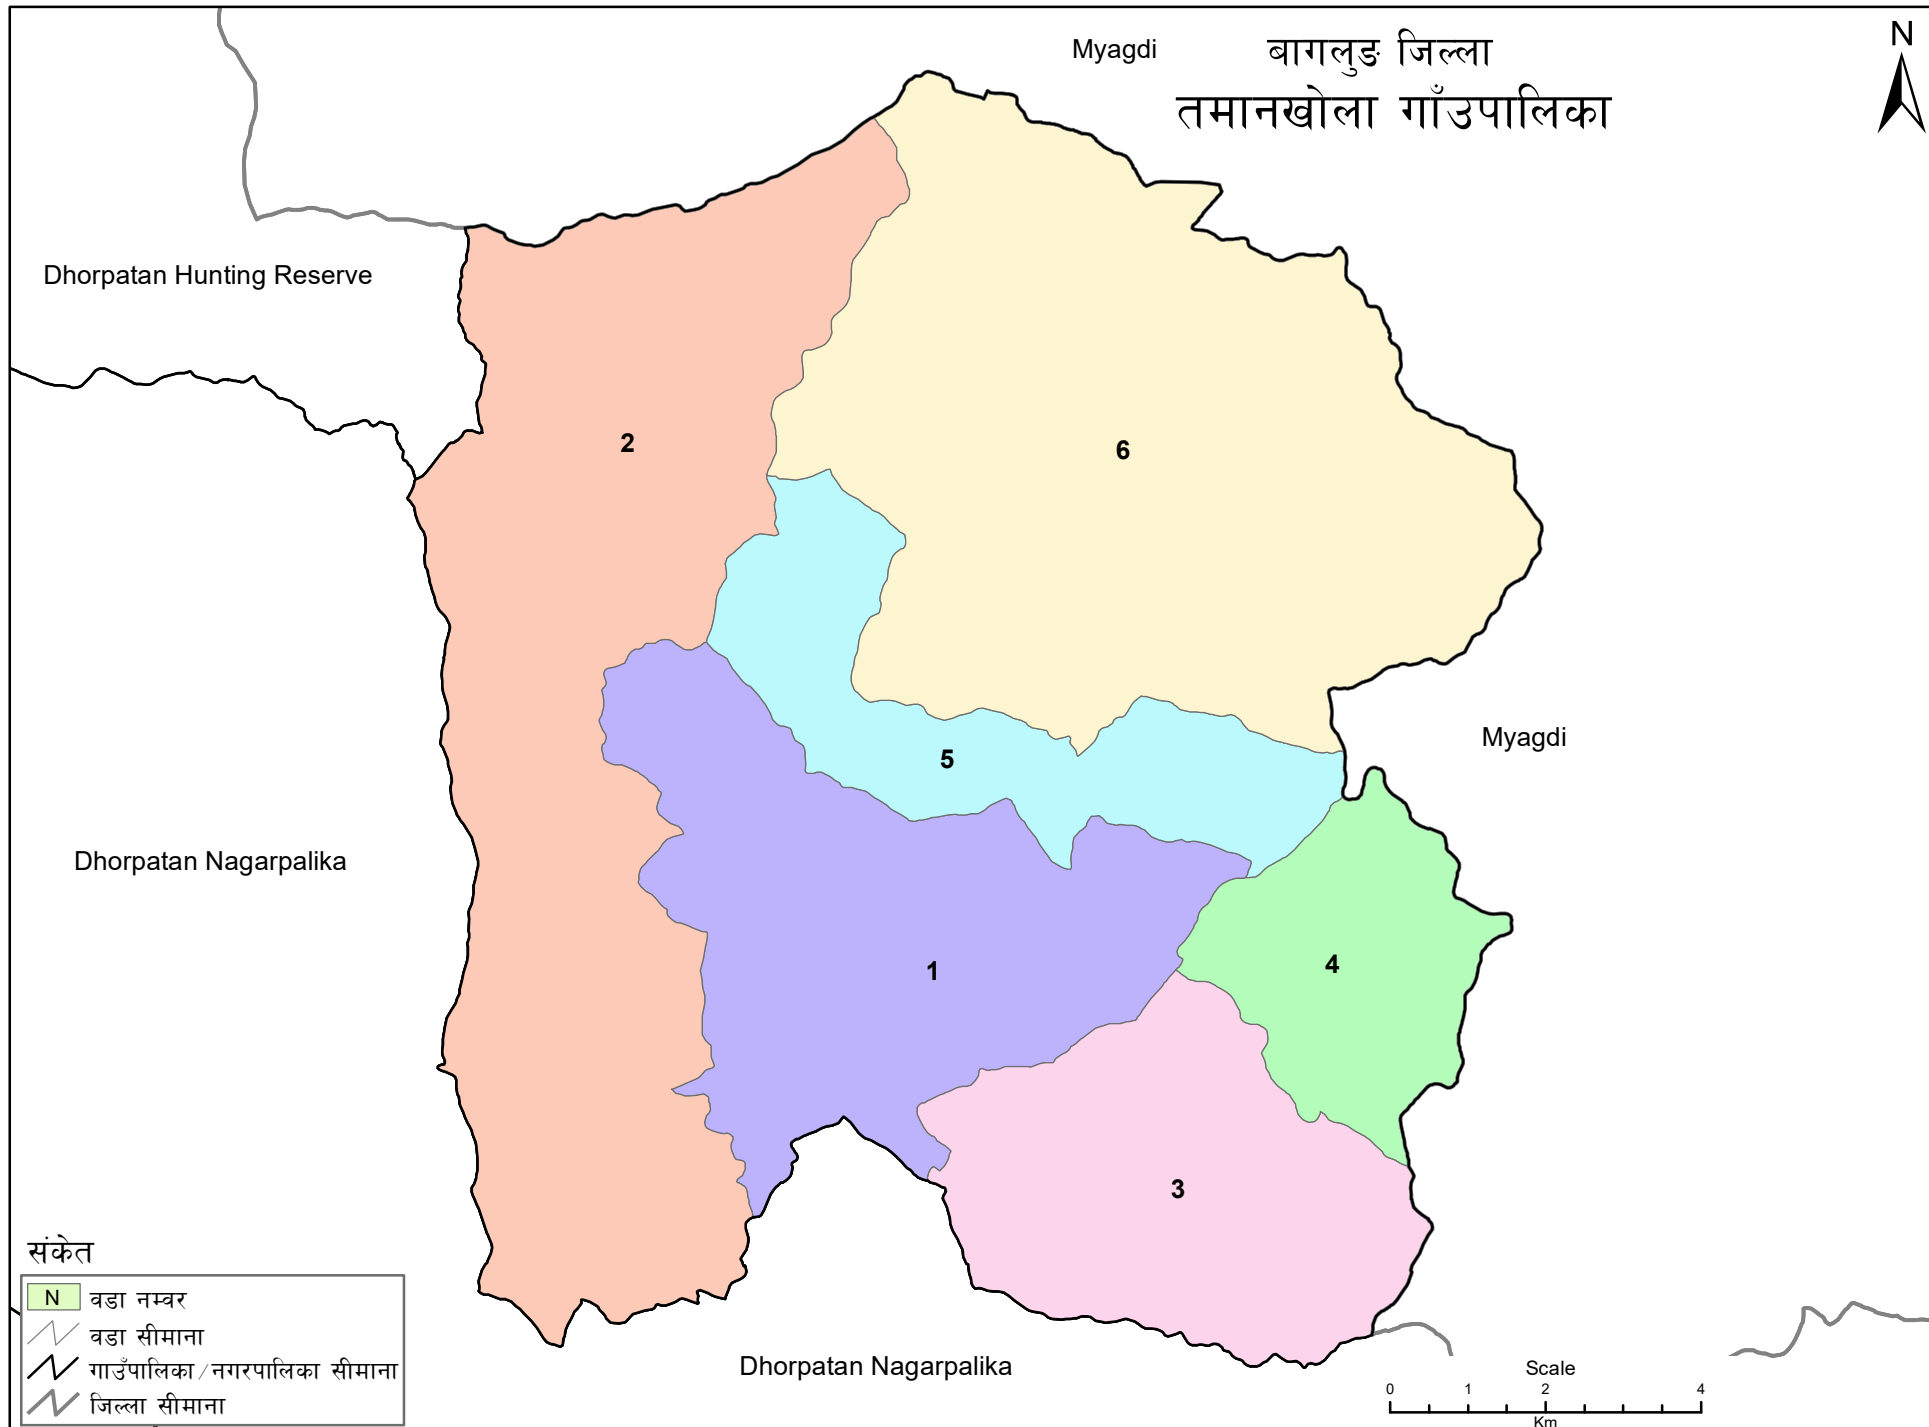 Myagdi
बागलुङ जिल्ला
तमानखोला गाँउपालिका
N
Dhorpatan Hunting Reserve
2
6
5
Myagdi
Dhorpatan Nagarpalika
1
4
3
संकेत
N वडा नम्वर
वडा सीमाना
गाउँपालिका/नगरपालिका सीमाना
जिल्ला सीमाना
Dhorpatan Nagarpalika
Scale
0 1 2 4
Km